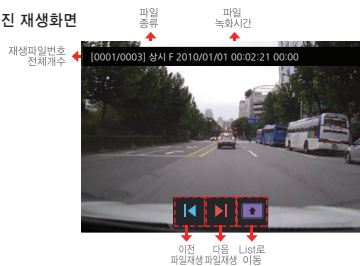 파일
종류
파일
녹화시간
진 재생화면
재생파일번호
전체개수
[0001/0003] 상시 F 2010/01/01 00:02:21 00:00
이전
파일재생
다음
파일재생
List로
이동